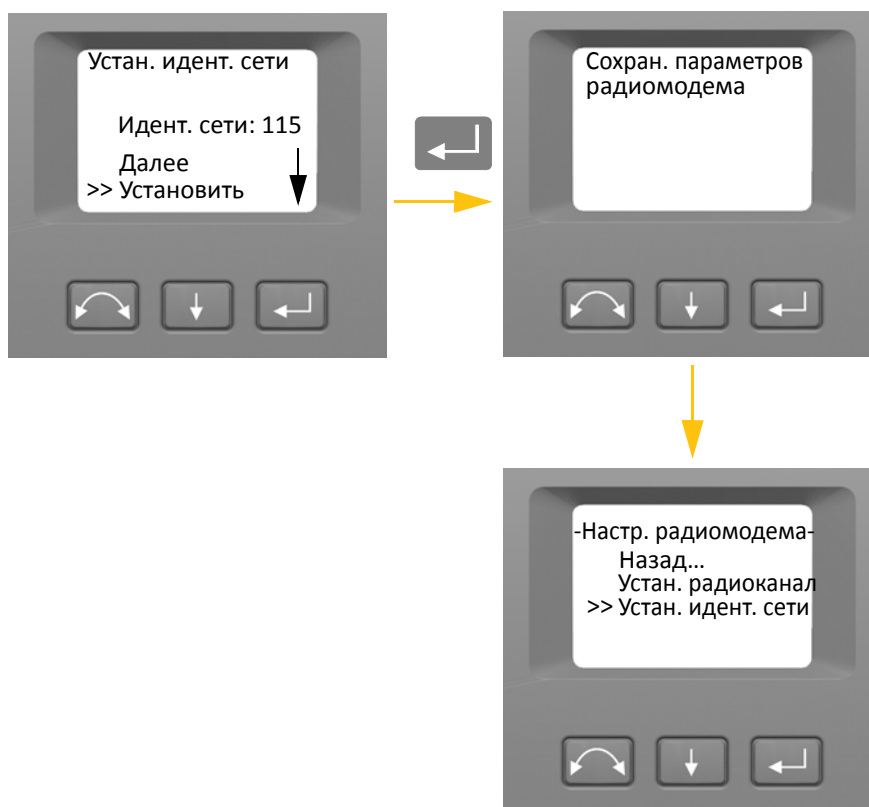 Устан. идент. сети
Идент. сети: 115
Далее
>> Установить
Сохран. параметров
радиомодема
-Настр. радиомодема-
Назад...
Устан. радиоканал
>> Устан. идент. сети